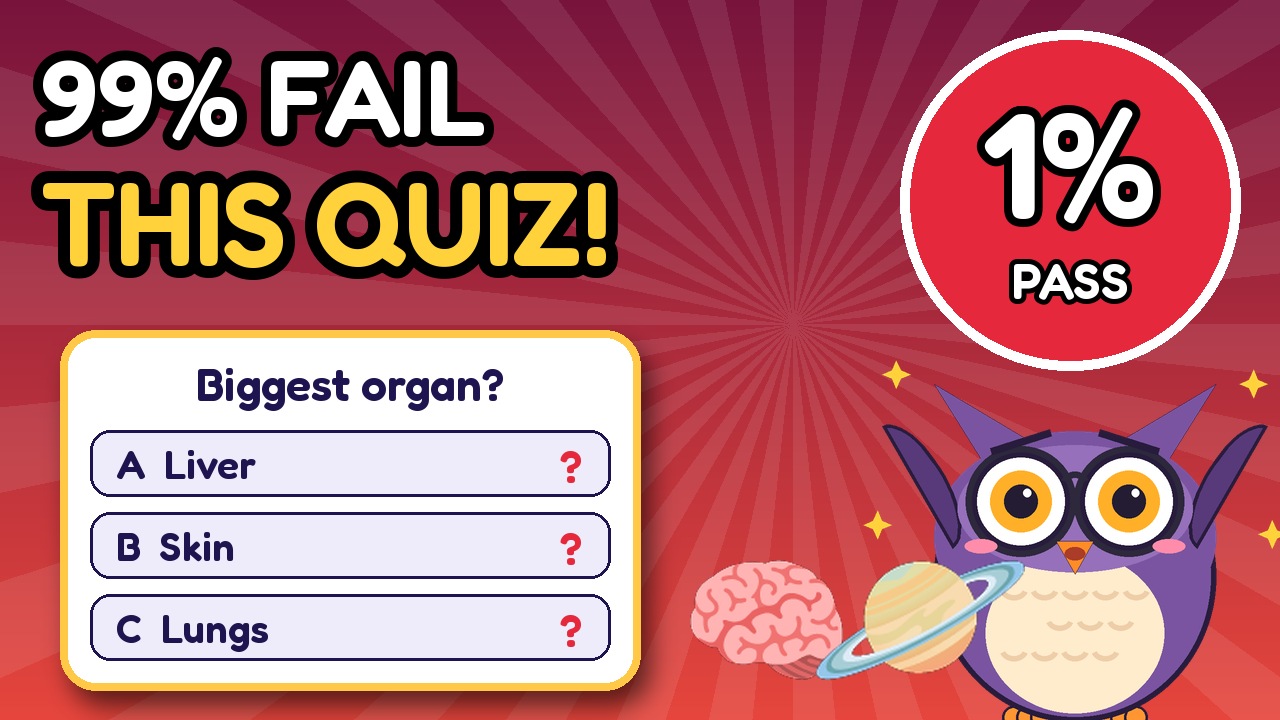 99% FAIL
THIS QUIZ!
1%
PASS
Biggest organ?
A Liver ?
B Skin ?
C Lungs ?